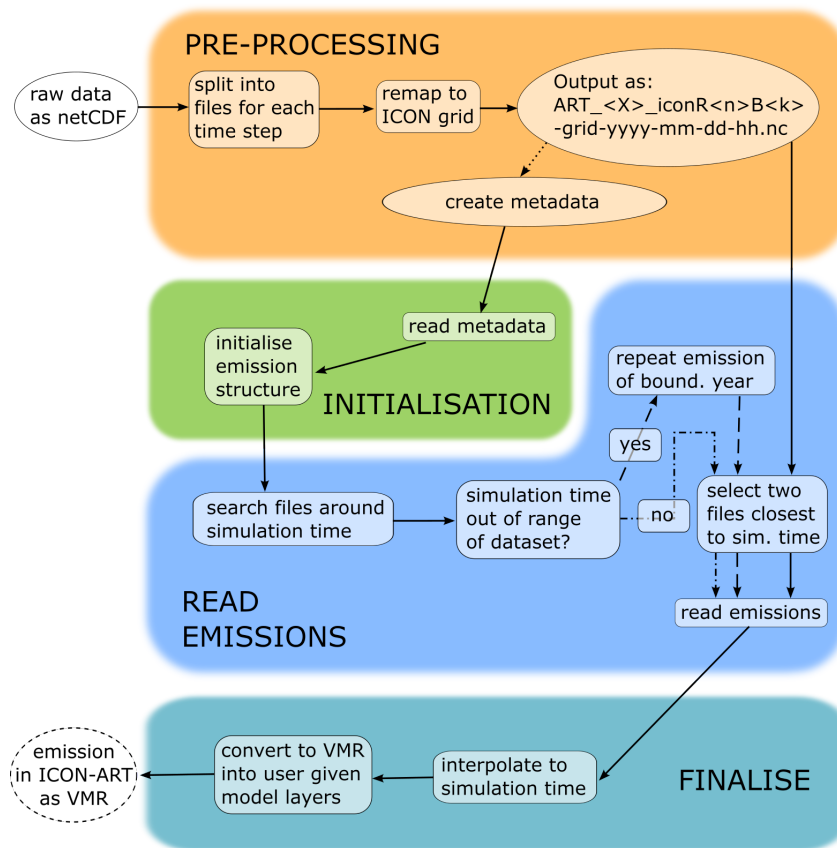 PRE-PROCESSING
raw data
as netCDF
split into
files for each
time step
remap to
ICON grid
Output as:
ART_<X>_iconR<n>B<k>
-grid-yyyy-mm-dd-hh.nc
create metadata
read metadata
initialise
emission
structure
INITIALISATION
repeat emission
of bound. year
yes
no
search files around
simulation time
simulation time
out of range
of dataset?
select two
files closest
to sim. time
READ
EMISSIONS
read emissions
emission
in ICON-ART
as VMR
convert to VMR
into user given
model layers
interpolate to
simulation time
FINALISE